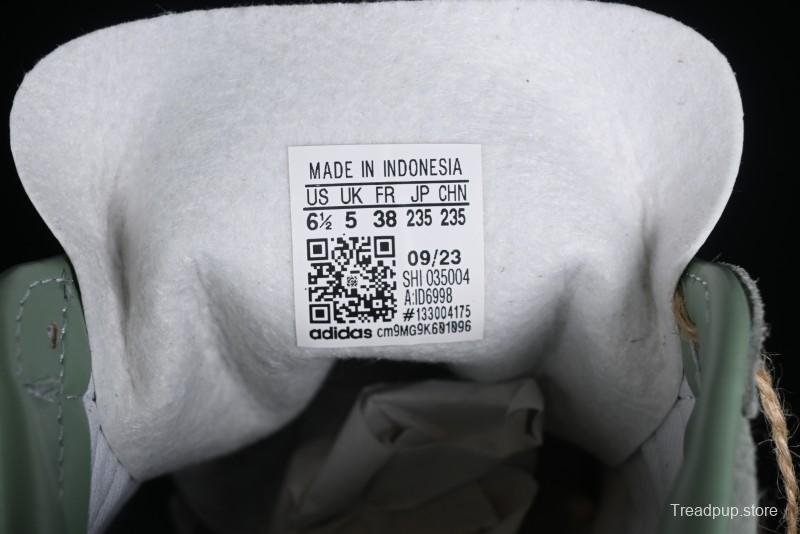 MADE IN INDONESIA
US UK FR JP CHN
6½ 5 38 235 235
09/23
SHI 035004
A:ID6998
#133004175
adidas cm9MG9K691996
Treadpup.store